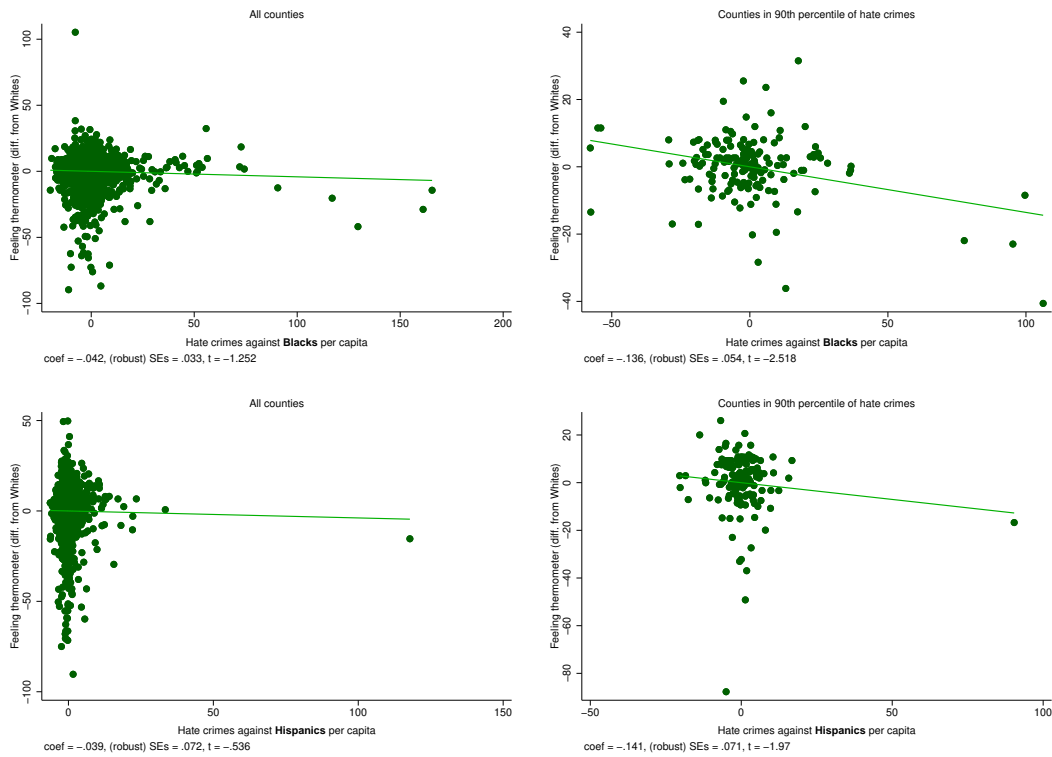 All counties
Feeling thermometer (diff. from Whites)
100
50
0
−50
−100
0 50 100 150 200
Hate crimes against Blacks per capita
coef = −.042, (robust) SEs = .033, t = −1.252
Counties in 90th percentile of hate crimes
Feeling thermometer (diff. from Whites)
40
20
0
−20
−40
−50 0 50 100
Hate crimes against Blacks per capita
coef = −.136, (robust) SEs = .054, t = −2.518
All counties
Feeling thermometer (diff. from Whites)
50
0
−50
−100
0 50 100 150
Hate crimes against Hispanics per capita
coef = −.039, (robust) SEs = .072, t = −.536
Counties in 90th percentile of hate crimes
Feeling thermometer (diff. from Whites)
20
0
−20
−40
−60
−80
−50 0 50 100
Hate crimes against Hispanics per capita
coef = −.141, (robust) SEs = .071, t = −1.97